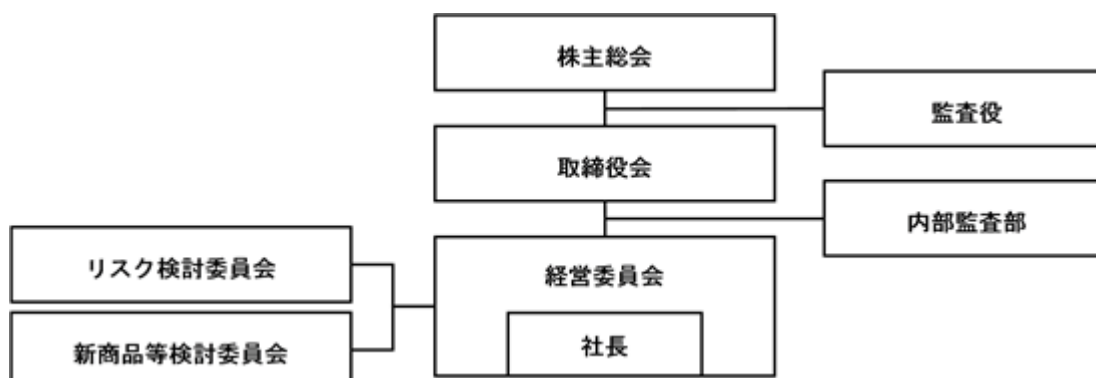 株主総会
監査役
取締役会
内部監査部
リスク検討委員会
経営委員会
新商品等検討委員会
社長